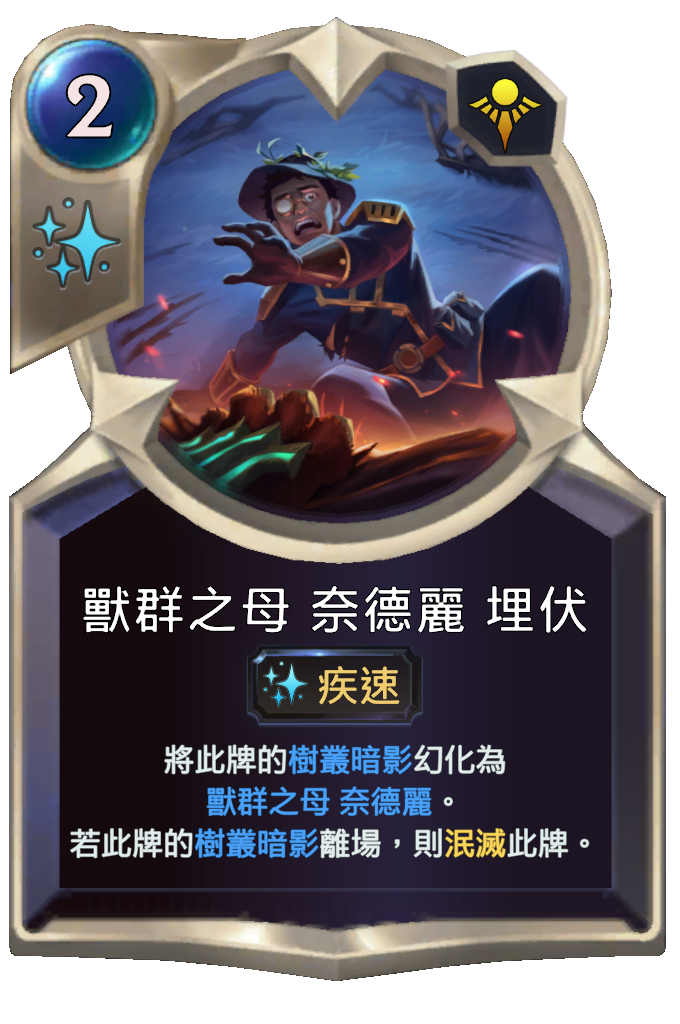 2
獸群之母 奈德麗 埋伏
疾速
將此牌的樹叢暗影幻化為
獸群之母 奈德麗。
若此牌的樹叢暗影離場，則泯滅此牌。